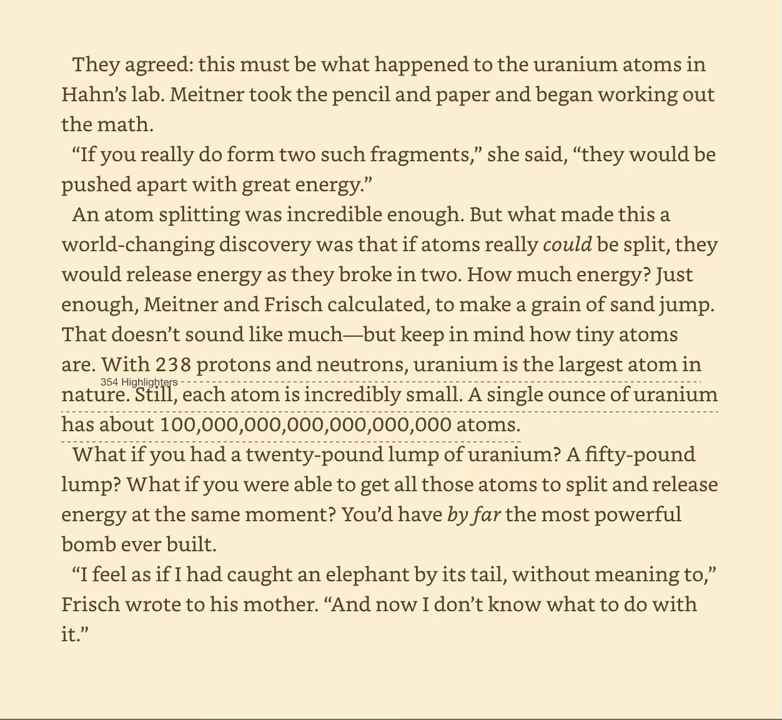 They agreed: this must be what happened to the uranium atoms in
Hahn’s lab. Meitner took the pencil and paper and began working out
the math.
“If you really do form two such fragments,” she said, “they would be
pushed apart with great energy.”
An atom splitting was incredible enough. But what made this a
world-changing discovery was that if atoms really could be split, they
would release energy as they broke in two. How much energy? Just
enough, Meitner and Frisch calculated, to make a grain of sand jump.
That doesn’t sound like much—but keep in mind how tiny atoms
are. With 238 protons and neutrons, uranium is the largest atom in
354 Highlighters
nature. Still, each atom is incredibly small. A single ounce of uranium
has about 100,000,000,000,000,000,000,000 atoms.
What if you had a twenty-pound lump of uranium? A fifty-pound
lump? What if you were able to get all those atoms to split and release
energy at the same moment? You’d have by far the most powerful
bomb ever built.
“I feel as if I had caught an elephant by its tail, without meaning to,”
Frisch wrote to his mother. “And now I don’t know what to do with
it.”